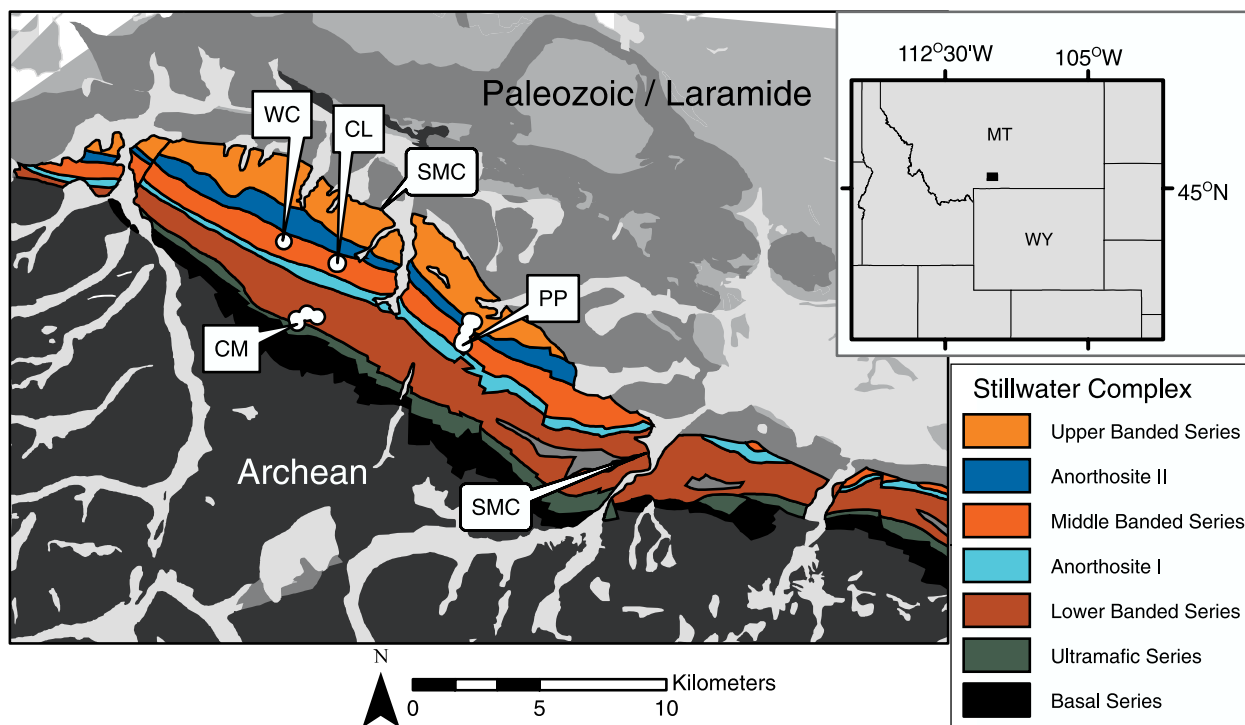 Paleozoic / Laramide
WC
CL
SMC
PP
CM
Archean
SMC
112°30'W
105°W
MT
45°N
WY
Stillwater Complex
Upper Banded Series
Anorthosite II
Middle Banded Series
Anorthosite I
Lower Banded Series
Ultramafic Series
Basal Series
N
Kilometers
0 5 10